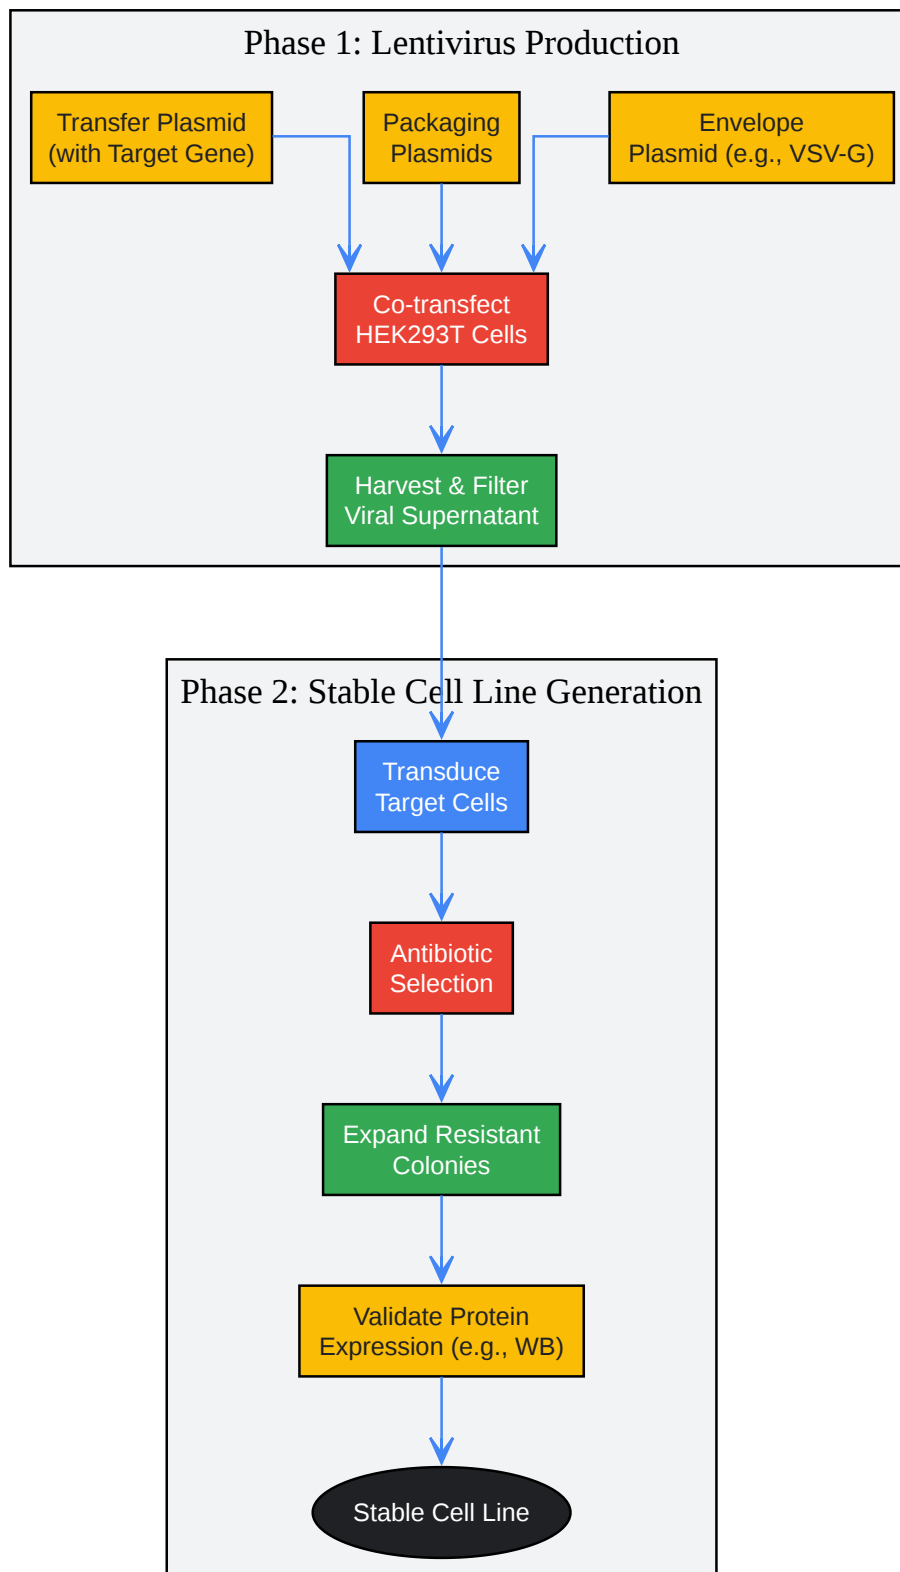 Phase 1: Lentivirus Production
Transfer Plasmid
(with Target Gene)
Packaging
Plasmids
Envelope
Plasmid (e.g., VSV-G)
Co-transfect
HEK293T Cells
Harvest & Filter
Viral Supernatant
Phase 2: Stable Cell Line Generation
Transduce
Target Cells
Antibiotic
Selection
Expand Resistant
Colonies
Validate Protein
Expression (e.g., WB)
Stable Cell Line